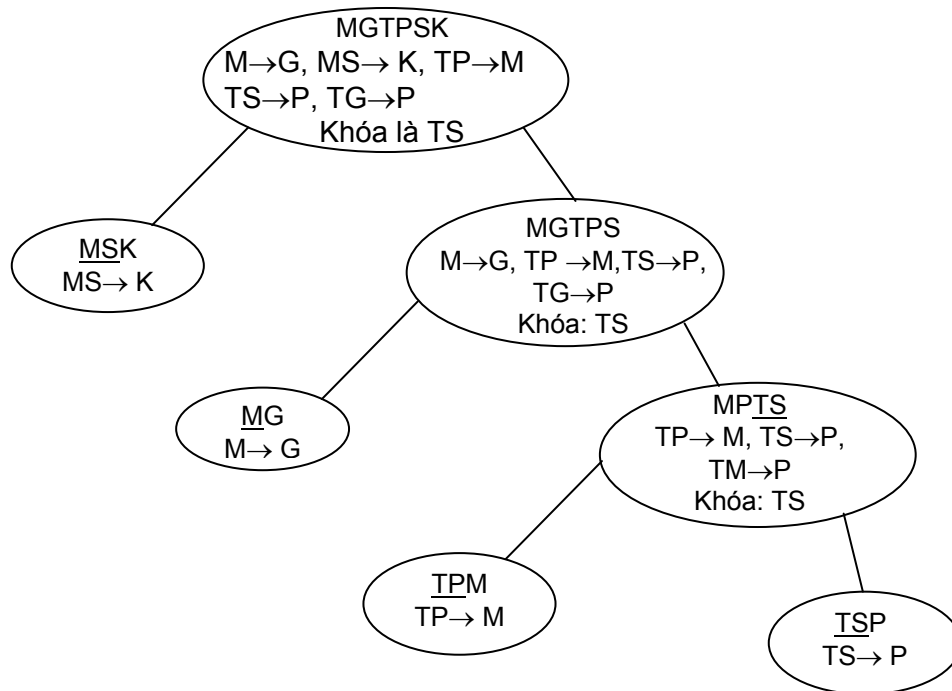 MGTPSK
M→G, MS→ K, TP→M
TS→P, TG→P
Khóa là TS
MSK
MS→ K
MGTPS
M→G, TP →M,TS→P,
TG→P
Khóa: TS
MG
M→ G
MPTS
TP→ M, TS→P,
TM→P
Khóa: TS
TPM
TP→ M
TSP
TS→ P